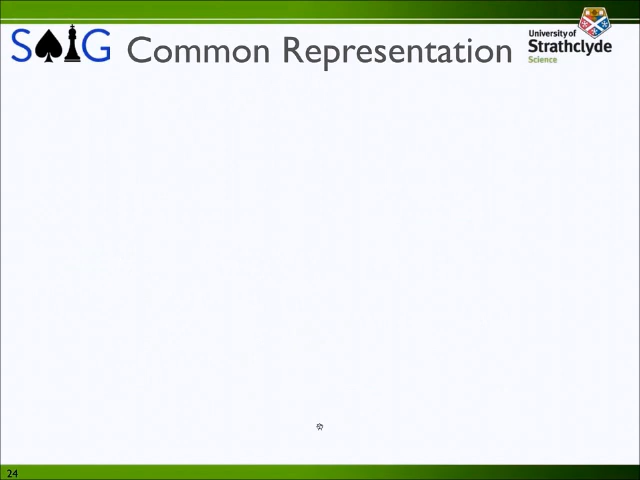 S♠♟G Common Representation
University of
Strathclyde
Science
24